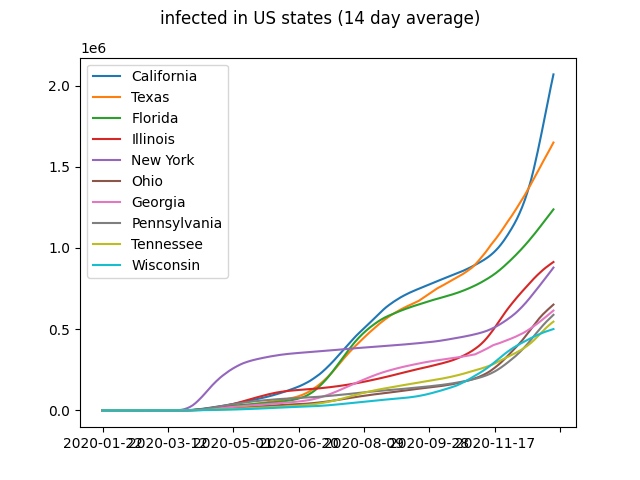 infected in US states (14 day average)
1e6
2.0
1.5
1.0
0.5
0.0
California
Texas
Florida
Illinois
New York
Ohio
Georgia
Pennsylvania
Tennessee
Wisconsin
2020-01-22
2020-03-12
2020-05-01
2020-06-20
2020-08-09
2020-09-28
2020-11-17